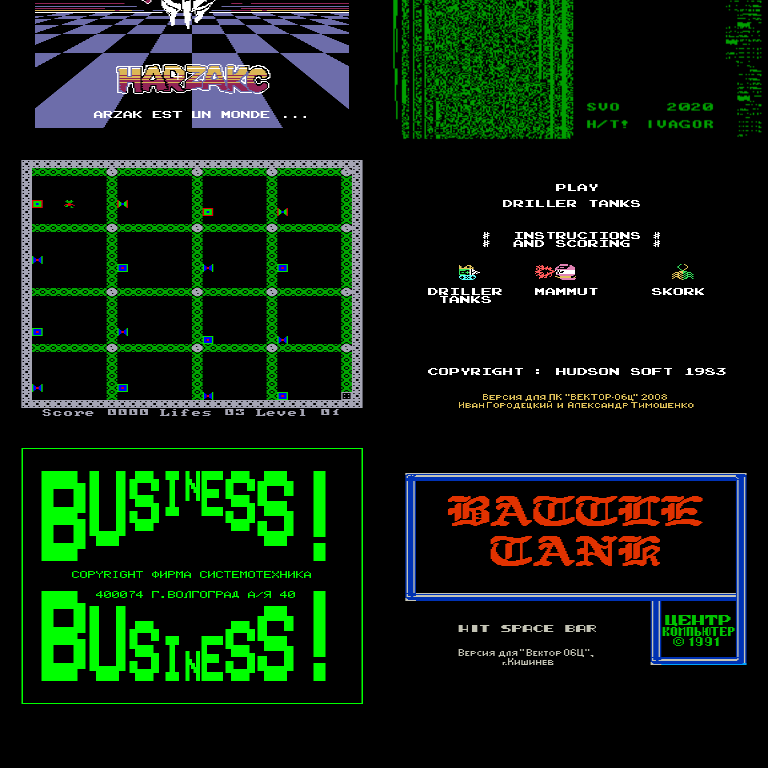 HARZAKC
ARZAK EST UN MONDE ...
SVO 2020
H/T! IVAGOR
Score 0000 Lifes 03 Level 01
PLAY
DRILLER TANKS
# INSTRUCTIONS #
# AND SCORING #
DRILLER TANKS
MAMMUT
SKORK
COPYRIGHT : HUDSON SOFT 1983
Версия для ПК "ВЕКТОР-06ц" 2008
Иван Городецкий и Александр Тимошенко
BUSINESS!
COPYRIGHT ФИРМА СИСТЕМОТЕХНИКА
400074 Г.ВОЛГОГРАД А/Я 40
BUSINESS!
BATTLE
TANK
HIT SPACE BAR
Версия для "Вектор 06Ц",
г.Кишинев
ЦЕНТР
КОМПЬЮТЕР
© 1991